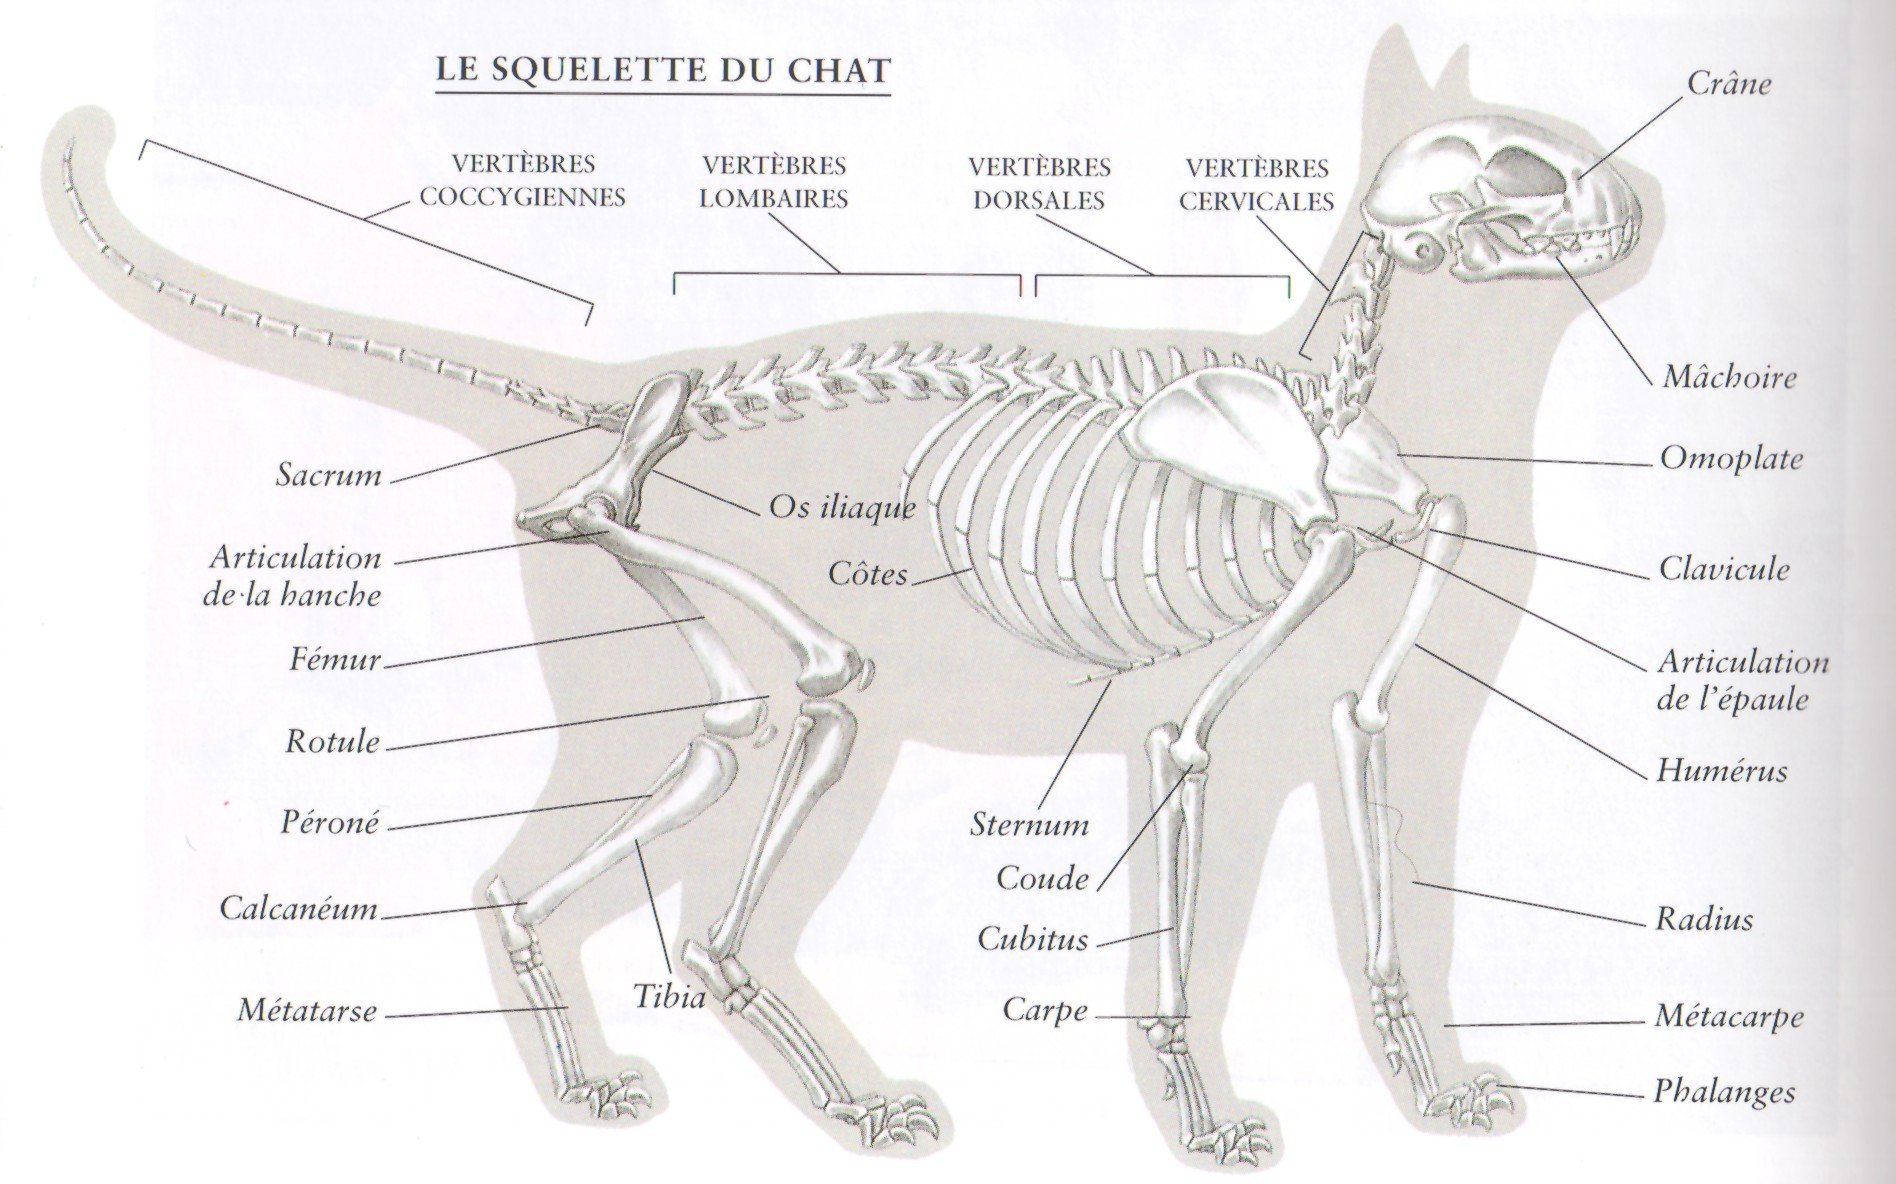 LE SQUELETTE DU CHAT
Crâne
VERTÈBRES
COCCYGIENNES
VERTÈBRES
LOMBAIRES
VERTÈBRES
DORSALES
VERTÈBRES
CERVICALES
Mâchoire
Omoplate
Sacrum
Os iliaque
Articulation
de la hanche
Côtes
Clavicule
Fémur
Articulation
de l'épaule
Rotule
Humérus
Péroné
Sternum
Coude
Calcanéum
Radius
Cubitus
Tibia
Métatarse
Carpe
Métacarpe
Phalanges